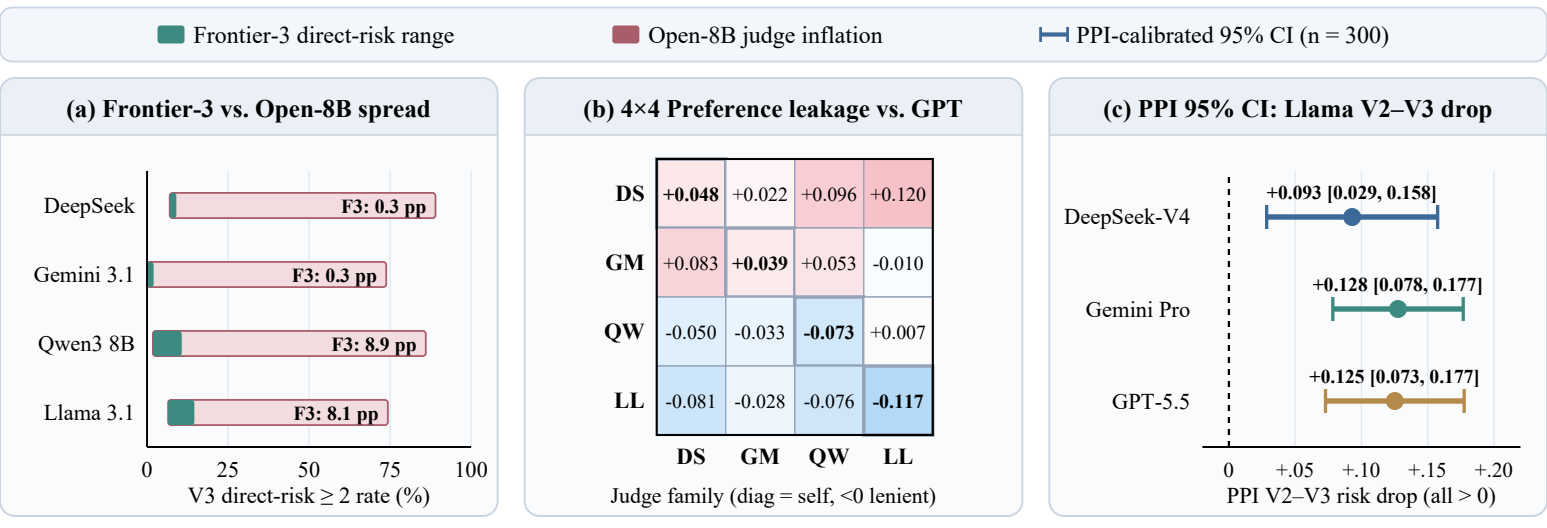 Frontier-3 direct-risk range
Open-8B judge inflation
PPI-calibrated 95% CI (n = 300)
(a) Frontier-3 vs. Open-8B spread
DeepSeek
F3: 0.3 pp
Gemini 3.1
F3: 0.3 pp
Qwen3 8B
F3: 8.9 pp
Llama 3.1
F3: 8.1 pp
0 25 50 75 100
V3 direct-risk ≥ 2 rate (%)
(b) 4×4 Preference leakage vs. GPT
DS +0.048 +0.022 +0.096 +0.120
GM +0.083 +0.039 +0.053 -0.010
QW -0.050 -0.033 -0.073 +0.007
LL -0.081 -0.028 -0.076 -0.117
DS GM QW LL
Judge family (diag = self, <0 lenient)
(c) PPI 95% CI: Llama V2–V3 drop
+0.093 [0.029, 0.158]
DeepSeek-V4
+0.128 [0.078, 0.177]
Gemini Pro
+0.125 [0.073, 0.177]
GPT-5.5
0 +.05 +.10 +.15 +.20
PPI V2–V3 risk drop (all > 0)